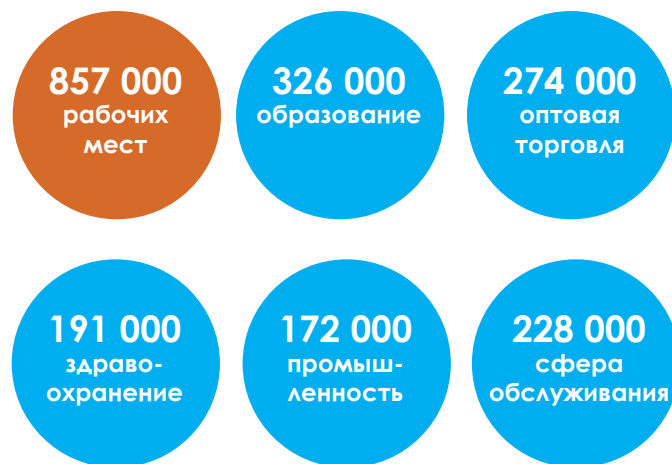 857 000
рабочих
мест
326 000
образование
274 000
оптовая
торговля
191 000
здраво-
охранение
172 000
промыш-
ленность
228 000
сфера
обслуживания